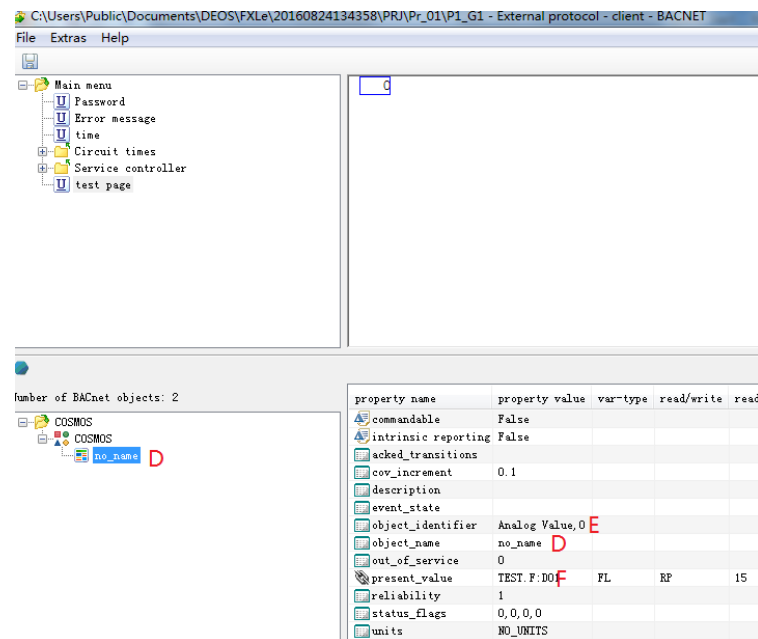 C:\Users\Public\Documents\DEOS\FXLe\20160824134358\PRJ\Pr_01\P1_G1 - External protocol - client - BACNET
File Extras Help
Main menu
Password
Error message
time
Circuit times
Service controller
test page
0
Number of BACnet objects: 2
COSMOS
COSMOS
no_name D
property name property value var-type read/write read
commandable False
intrinsic reporting False
acked_transitions
cov_increment 0.1
description
event_state
object_identifier Analog Value,0 E
object_name no_name D
out_of_service 0
present_value TEST.F:D01 F FL RP 15
reliability 1
status_flags 0,0,0,0
units NO_UNITS